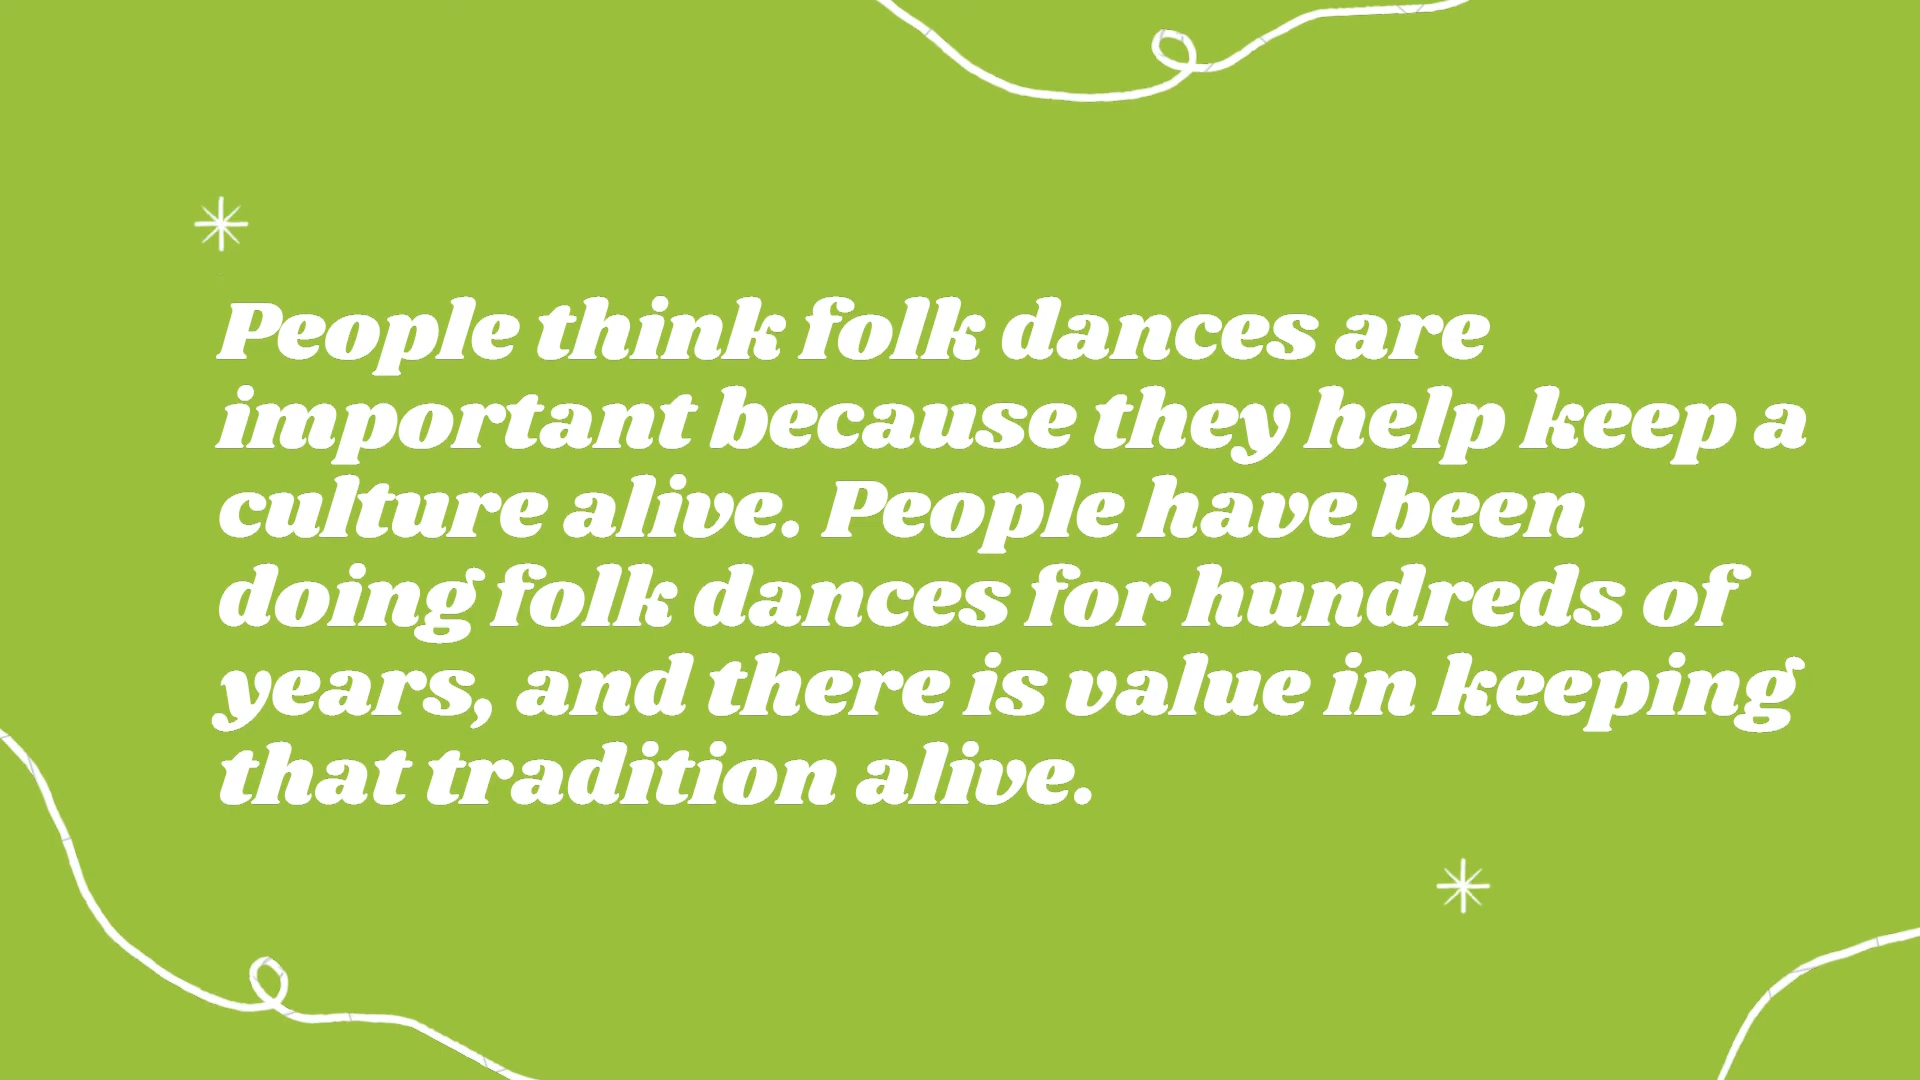 People think folk dances are
important because they help keep a
culture alive. People have been
doing folk dances for hundreds of
years, and there is value in keeping
that tradition alive.